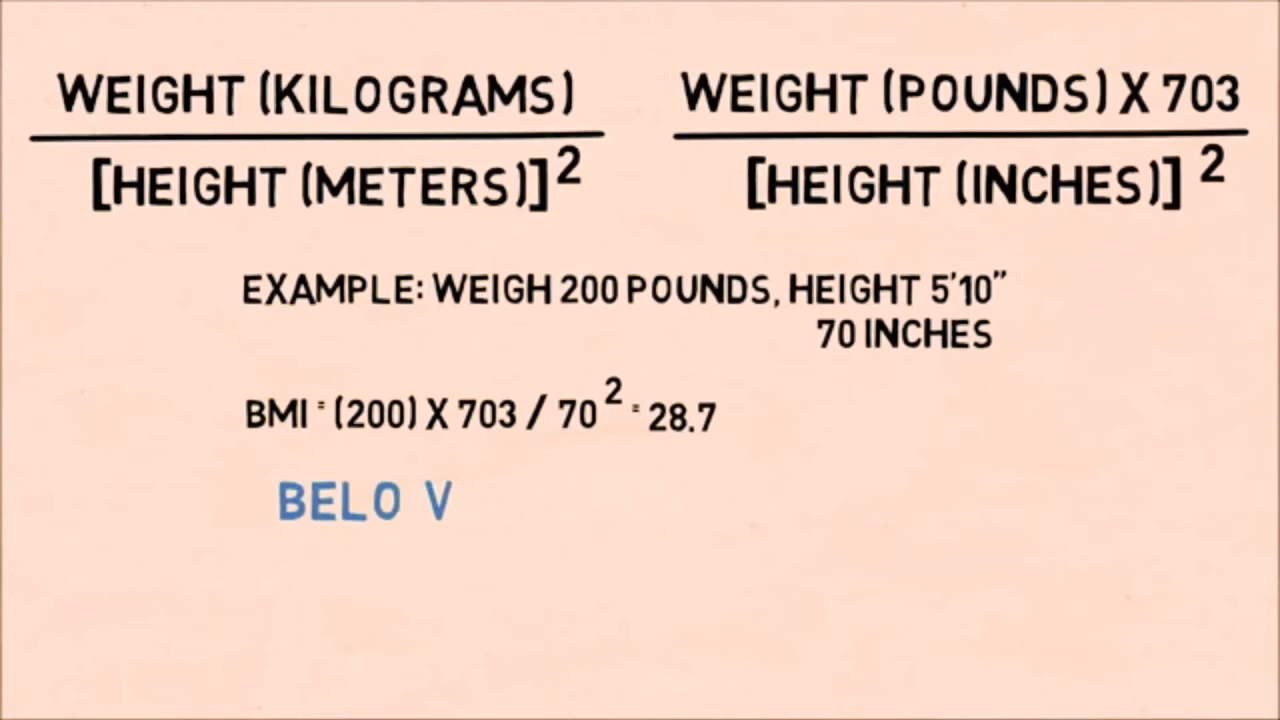 WEIGHT (KILOGRAMS)
[HEIGHT (METERS)]²
WEIGHT (POUNDS) X 703
[HEIGHT (INCHES)] ²
EXAMPLE: WEIGH 200 POUNDS, HEIGHT 5'10"
70 INCHES
BMI = (200) X 703 / 70² = 28.7
BELO V